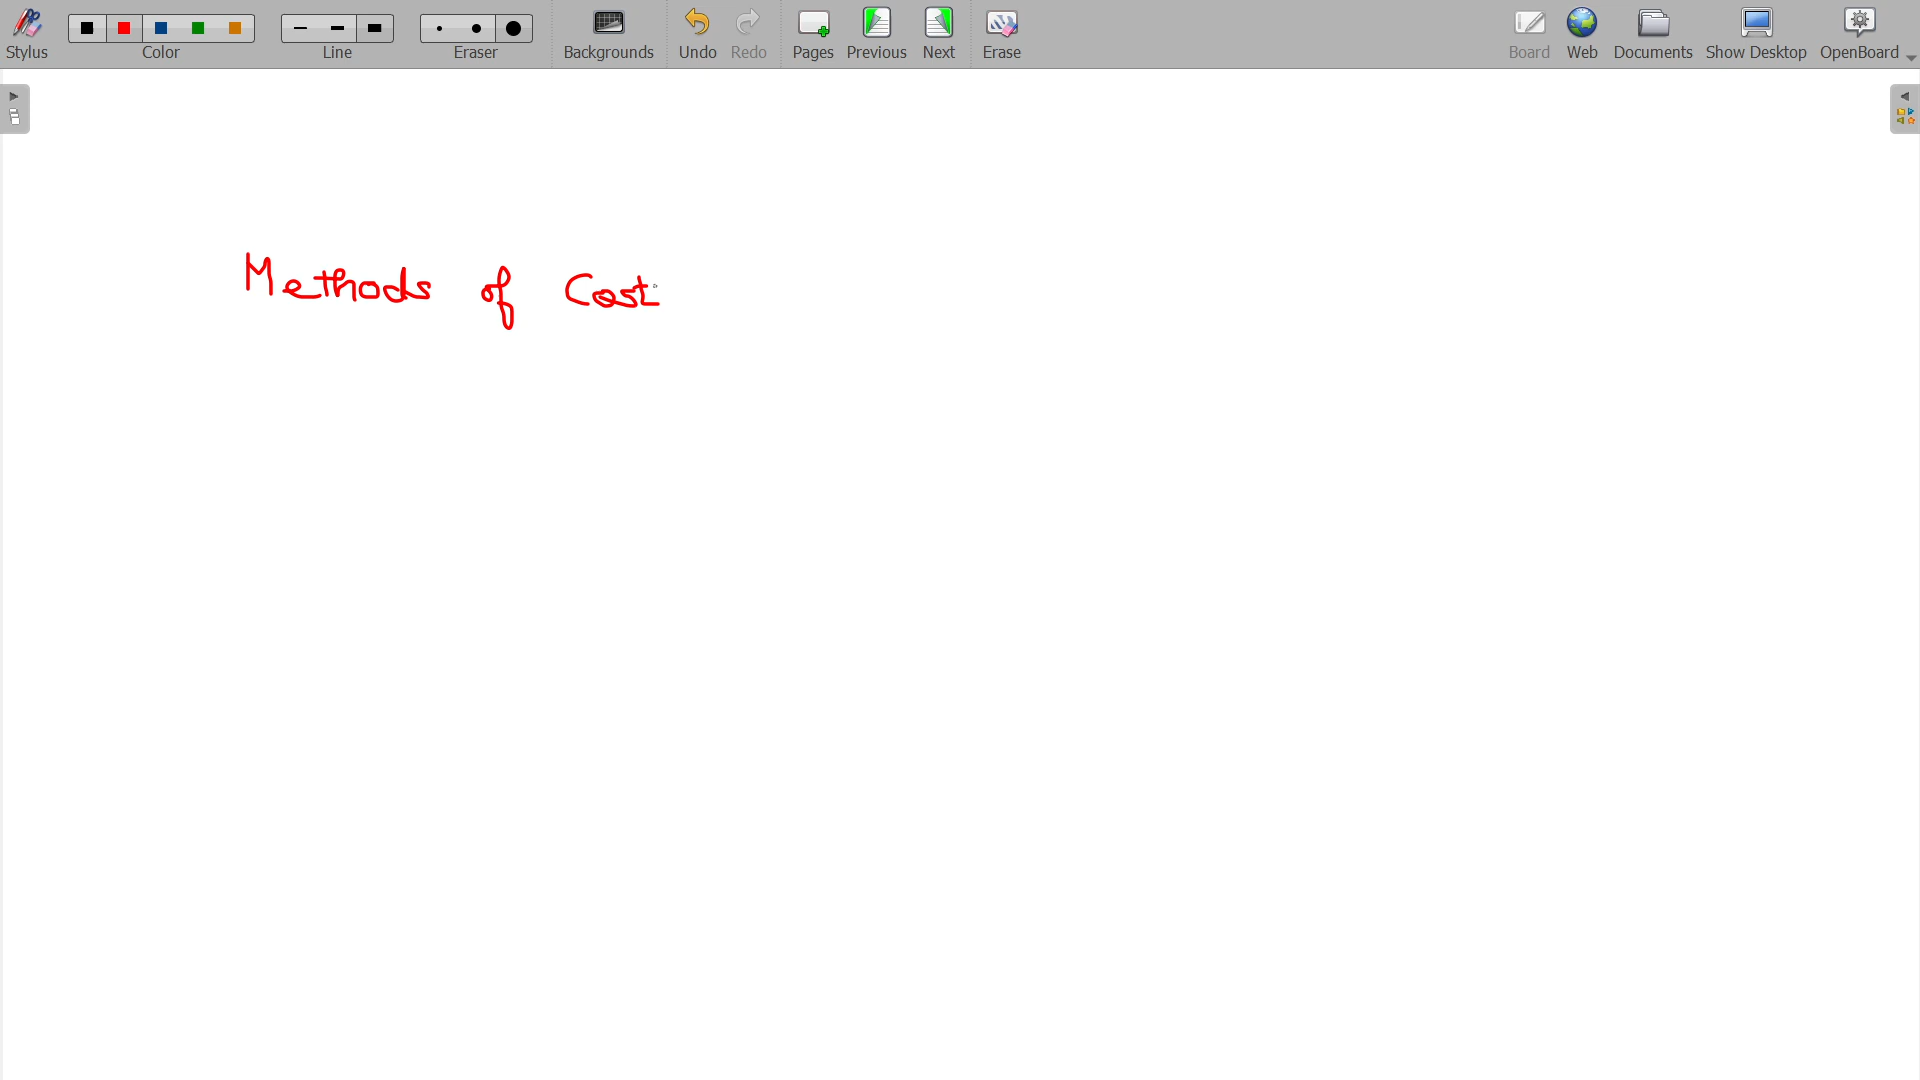 Stylus Color Line Eraser Backgrounds Undo Redo Pages Previous Next Erase Board Web Documents Show Desktop OpenBoard
Methods of Cost